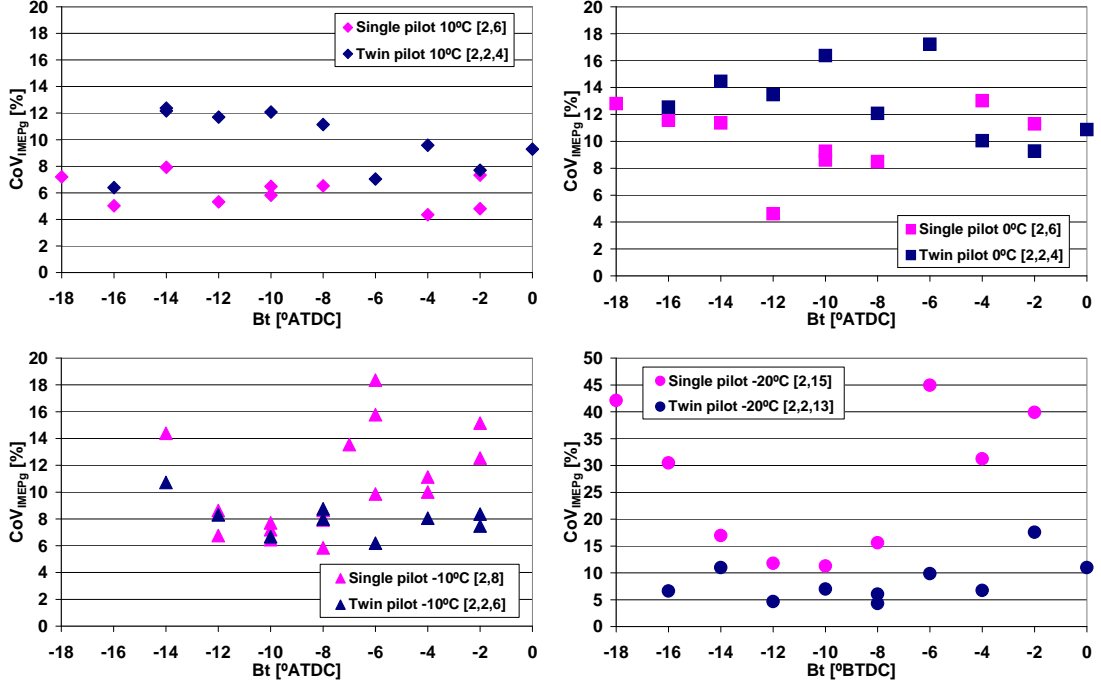 20
18
16
14
12
10
8
6
4
2
0
CoV_IMEPg [%]
Single pilot 10ºC [2,6]
Twin pilot 10ºC [2,2,4]
-18 -16 -14 -12 -10 -8 -6 -4 -2 0
Bt [ºATDC]
20
18
16
14
12
10
8
6
4
2
0
CoV_IMEPg [%]
Single pilot 0ºC [2,6]
Twin pilot 0ºC [2,2,4]
-18 -16 -14 -12 -10 -8 -6 -4 -2 0
Bt [ºATDC]
20
18
16
14
12
10
8
6
4
2
0
CoV_IMEPg [%]
Single pilot -10ºC [2,8]
Twin pilot -10ºC [2,2,6]
-18 -16 -14 -12 -10 -8 -6 -4 -2 0
Bt [ºATDC]
50
45
40
35
30
25
20
15
10
5
0
CoV_IMEPg [%]
Single pilot -20ºC [2,15]
Twin pilot -20ºC [2,2,13]
-18 -16 -14 -12 -10 -8 -6 -4 -2 0
Bt [ºBTDC]